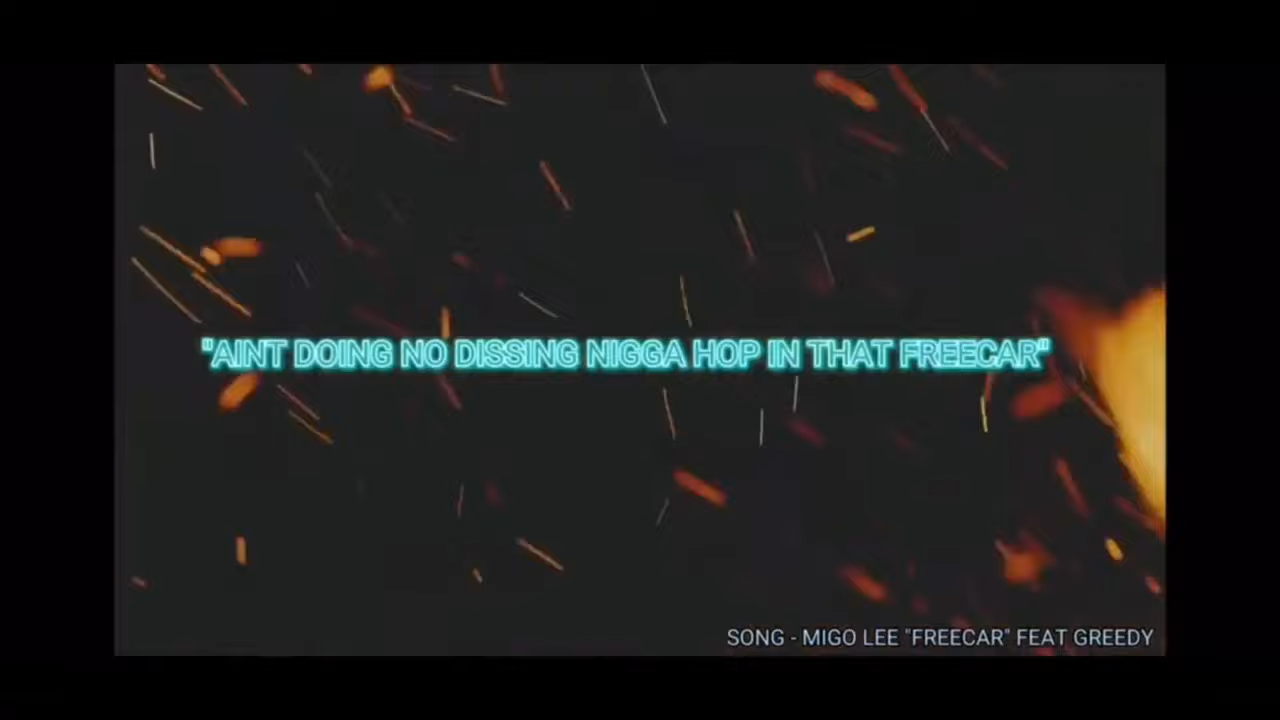 "AINT DOING NO DISSING NIGGA HOP IN THAT FREECAR"
SONG - MIGO LEE "FREECAR" FEAT GREEDY